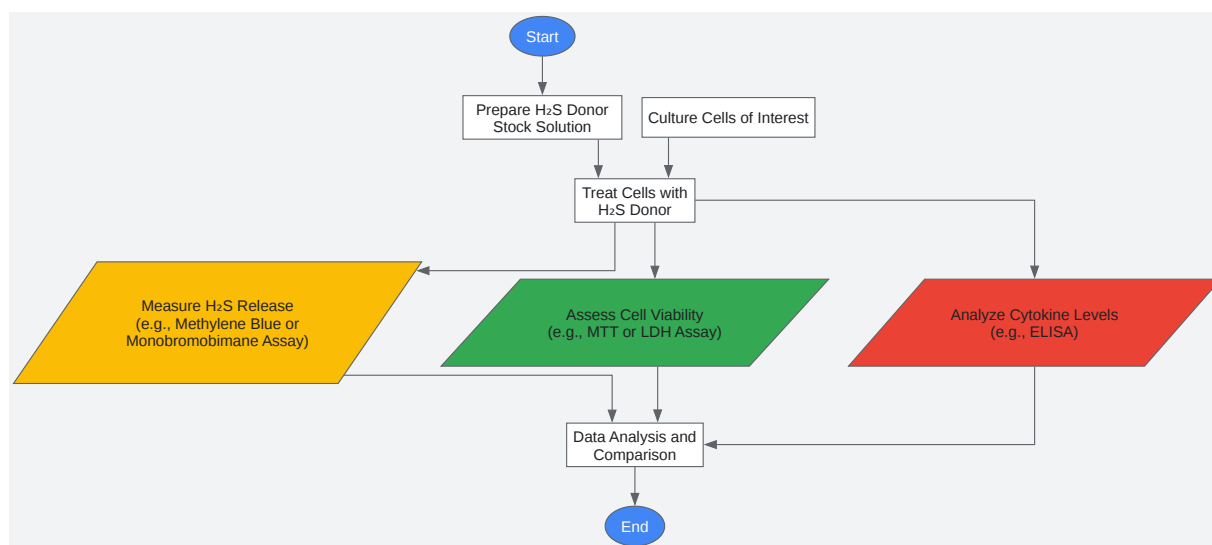 Start
Prepare H₂S Donor
Stock Solution
Culture Cells of Interest
Treat Cells with
H₂S Donor
Measure H₂S Release
(e.g., Methylene Blue or
Monobromobimane Assay)
Assess Cell Viability
(e.g., MTT or LDH Assay)
Analyze Cytokine Levels
(e.g., ELISA)
Data Analysis and
Comparison
End